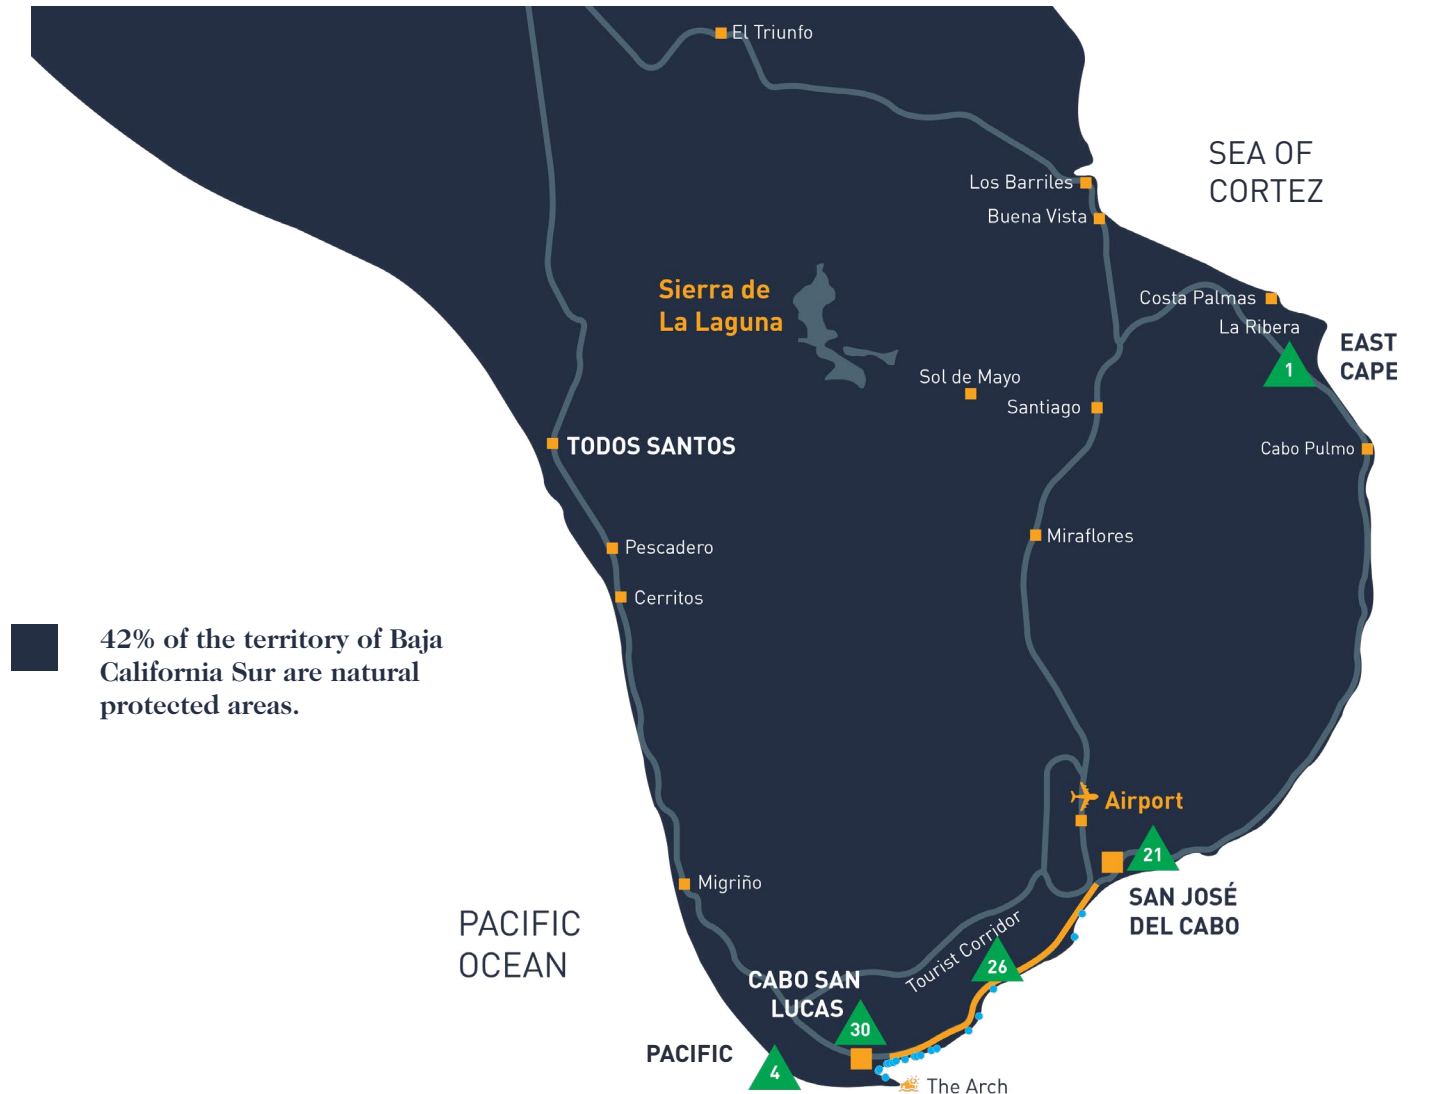 El Triunfo
SEA OF
CORTEZ
Los Barriles
Buena Vista
Sierra de
La Laguna
Costa Palmas
La Ribera
EAST
CAPE
1
Sol de Mayo
Santiago
TODOS SANTOS
Cabo Pulmo
Miraflores
Pescadero
Cerritos
42% of the territory of Baja
California Sur are natural
protected areas.
Airport
21
Migriño
SAN JOSÉ
DEL CABO
PACIFIC
OCEAN
Tourist Corridor
26
CABO SAN
LUCAS
30
PACIFIC
4
The Arch